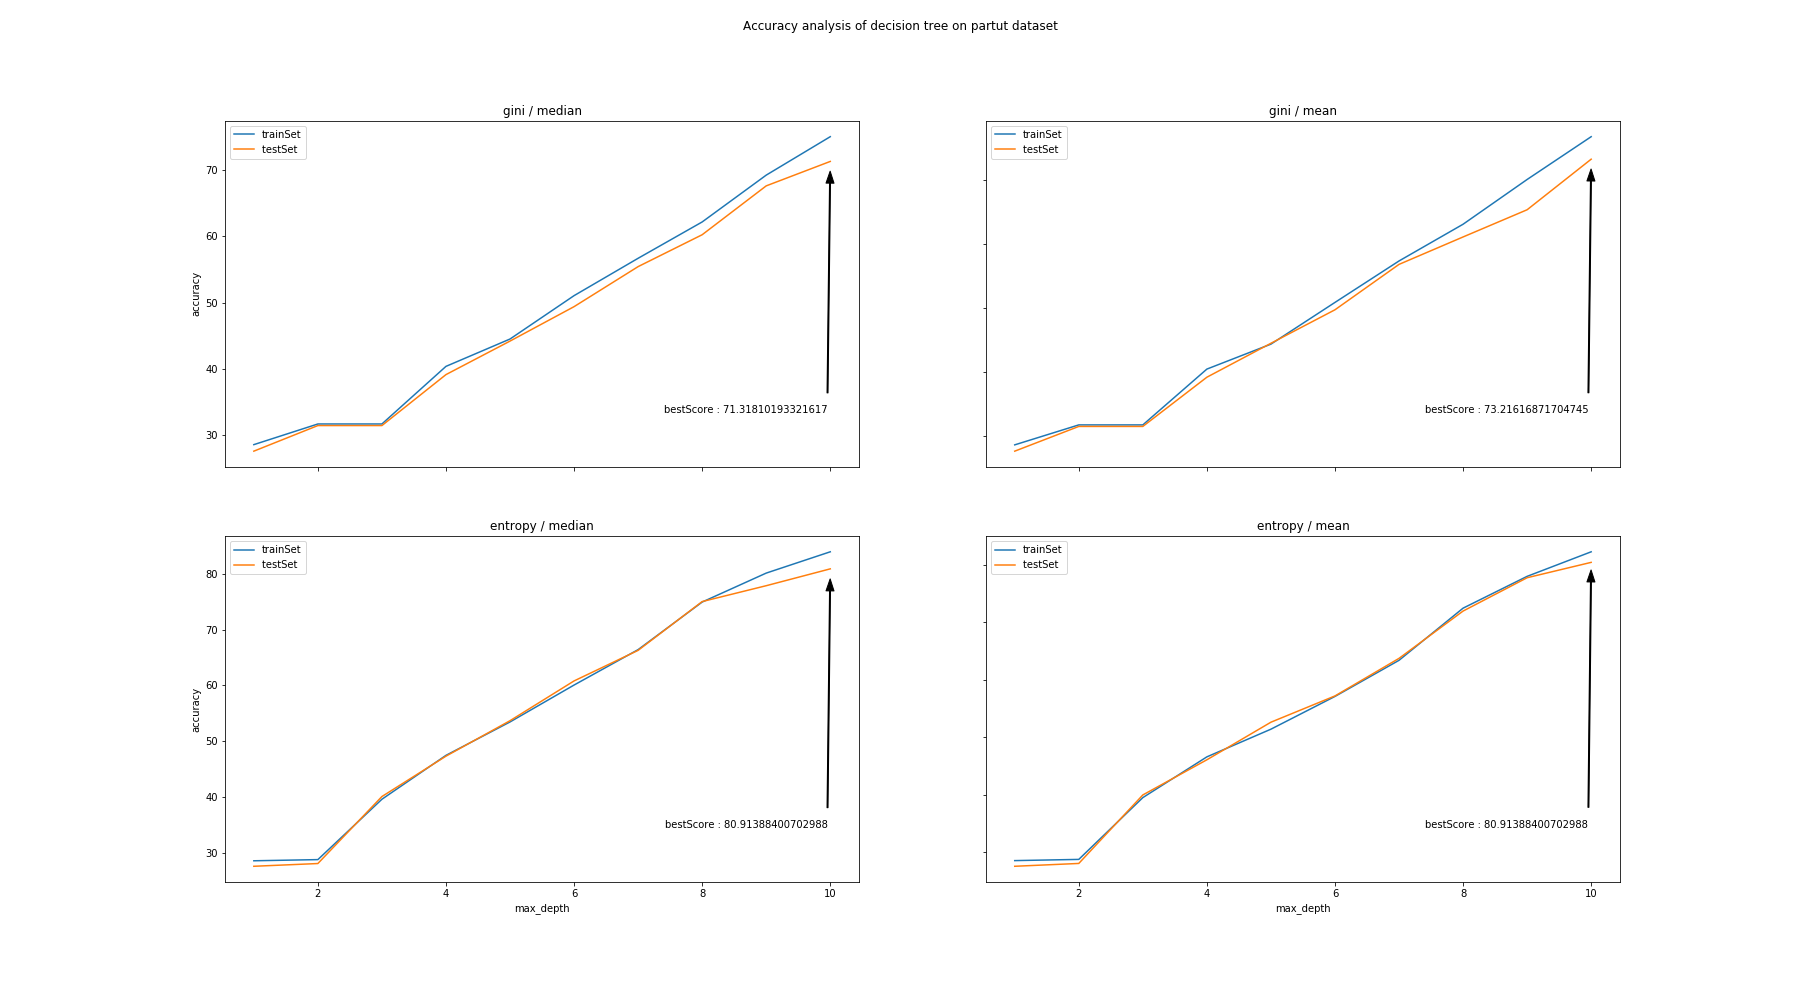 Accuracy analysis of decision tree on partut dataset
gini / median
trainSet
testSet
70
60
50
40
30
accuracy
bestScore : 71.31810193321617
gini / mean
trainSet
testSet
bestScore : 73.21616871704745
entropy / median
trainSet
testSet
80
70
60
50
40
30
accuracy
bestScore : 80.91388400702988
2 4 6 8 10
max_depth
entropy / mean
trainSet
testSet
bestScore : 80.91388400702988
2 4 6 8 10
max_depth